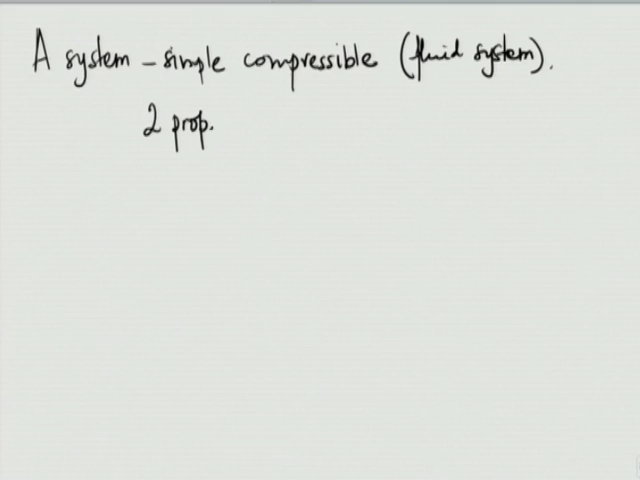 A system - simple compressible (fluid system).
2 prop.